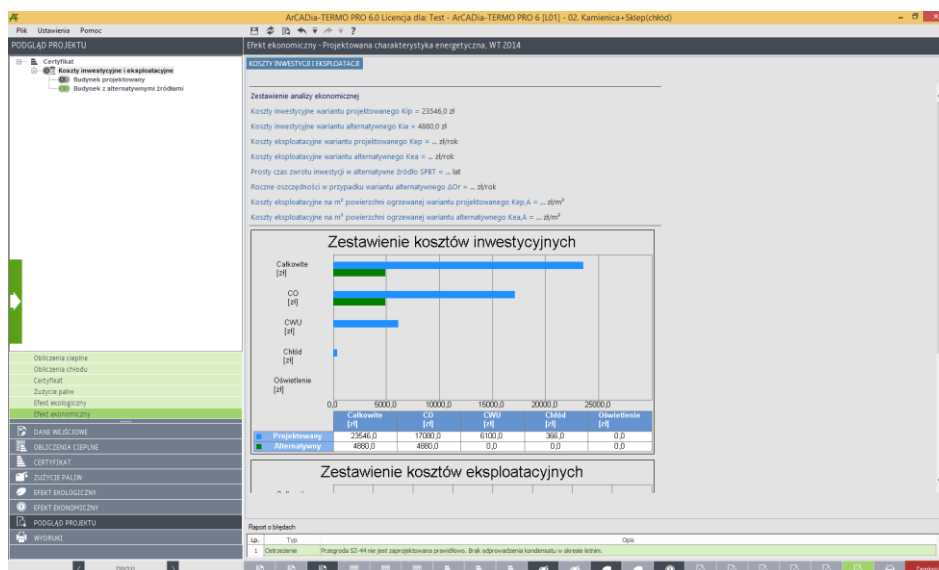 ArCADia-TERMO PRO 6.0 Licencja dla: Test - ArCADia-TERMO PRO 6 [L01] - 02. Kamienica+Sklep(chłód)
Plik Ustawienia Pomoc
PODGLĄD PROJEKTU
Efekt ekonomiczny - Projektowana charakterystyka energetyczna, WT 2014
Certyfikat
Koszty inwestycyjne i eksploatacyjne
Budynek projektowany
Budynek z alternatywnymi źródłami
KOSZTY INWESTYCJI I EKSPLOATACJI
Zestawienie analizy ekonomicznej
Koszty inwestycyjne wariantu projektowanego Kip = 23546,0 zł
Koszty inwestycyjne wariantu alternatywnego Kia = 4880,0 zł
Koszty eksploatacyjne wariantu projektowanego Kep = ... zł/rok
Koszty eksploatacyjne wariantu alternatywnego Kea = ... zł/rok
Prosty czas zwrotu inwestycji w alternatywne źródło SPBT = ... lat
Roczne oszczędności w przypadku wariantu alternatywnego ΔOr = ... zł/rok
Koszty eksploatacyjne na m² powierzchni ogrzewanej wariantu projektowanego Kep,A = ... zł/m²
Koszty eksploatacyjne na m² powierzchni ogrzewanej wariantu alternatywnego Kea,A = ... zł/m²
Zestawienie kosztów inwestycyjnych
Całkowite
[zł]
CO
[zł]
CWU
[zł]
Chłód
[zł]
Oświetlenie
[zł]
0,0 5000,0 10000,0 15000,0 20000,0 25000,0
Całkowite CO CWU Chłód Oświetlenie
[zł] [zł] [zł] [zł] [zł]
Projektowany 23546,0 17080,0 6100,0 366,0 0,0
Alternatywny 4880,0 4880,0 0,0 0,0 0,0
Zestawienie kosztów eksploatacyjnych
Obliczenia cieplne
Obliczenia chłodu
Certyfikat
Zużycie paliw
Efekt ekologiczny
Efekt ekonomiczny
DANE WEJŚCIOWE
OBLICZENIA CIEPLNE
CERTYFIKAT
ZUŻYCIE PALIW
EFEKT EKOLOGICZNY
EFEKT EKONOMICZNY
PODGLĄD PROJEKTU
WYDRUKI
Raport o błędach
Lp. Typ Opis
1 Ostrzeżenie Przegroda SZ-44 nie jest zaprojektowana prawidłowo. Brak odprowadzenia kondensatu w okresie letnim.